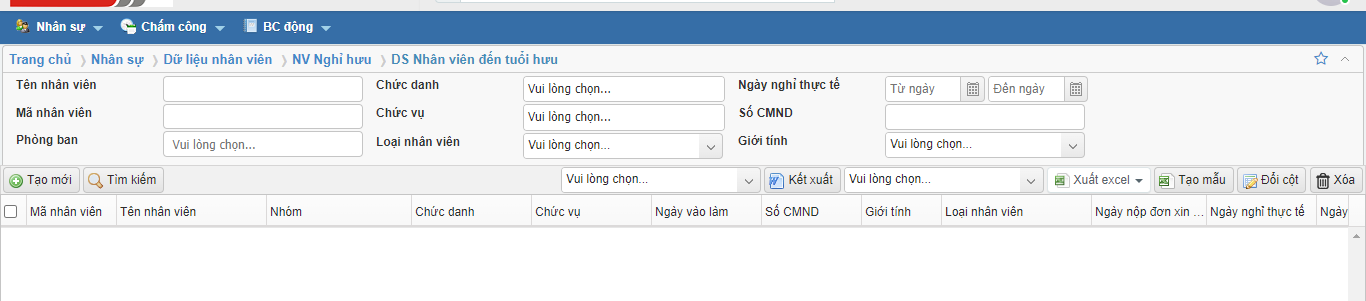 Nhân sự Chấm công BC động
Trang chủ Nhân sự Dữ liệu nhân viên NV Nghỉ hưu DS Nhân viên đến tuổi hưu
Tên nhân viên Chức danh Vui lòng chọn... Ngày nghỉ thực tế Từ ngày Đến ngày
Mã nhân viên Chức vụ Vui lòng chọn... Số CMND
Phòng ban Vui lòng chọn... Loại nhân viên Vui lòng chọn... Giới tính Vui lòng chọn...
Tạo mới Tìm kiếm Vui lòng chọn... Kết xuất Vui lòng chọn... Xuất excel Tạo mẫu Đổi cột Xóa
Mã nhân viên Tên nhân viên Nhóm Chức danh Chức vụ Ngày vào làm Số CMND Giới tính Loại nhân viên Ngày nộp đơn xin ... Ngày nghỉ thực tế Ngày